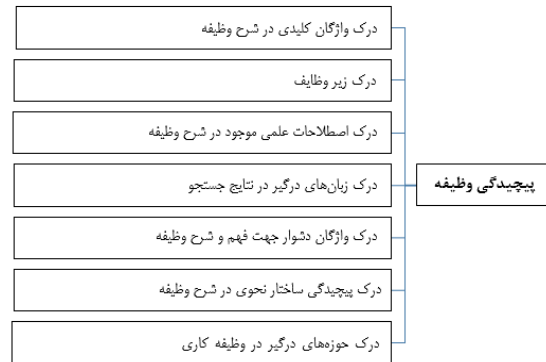 پیچیدگی وظیفه
درک واژگان کلیدی در شرح وظیفه
درک زیر وظایف
درک اصطلاحات علمی موجود در شرح وظیفه
درک زبان‌های درگیر در نتایج جستجو
درک واژگان دشوار جهت فهم و شرح وظیفه
درک پیچیدگی ساختار نحوی در شرح وظیفه
درک حوزه‌های درگیر در وظیفه کاری